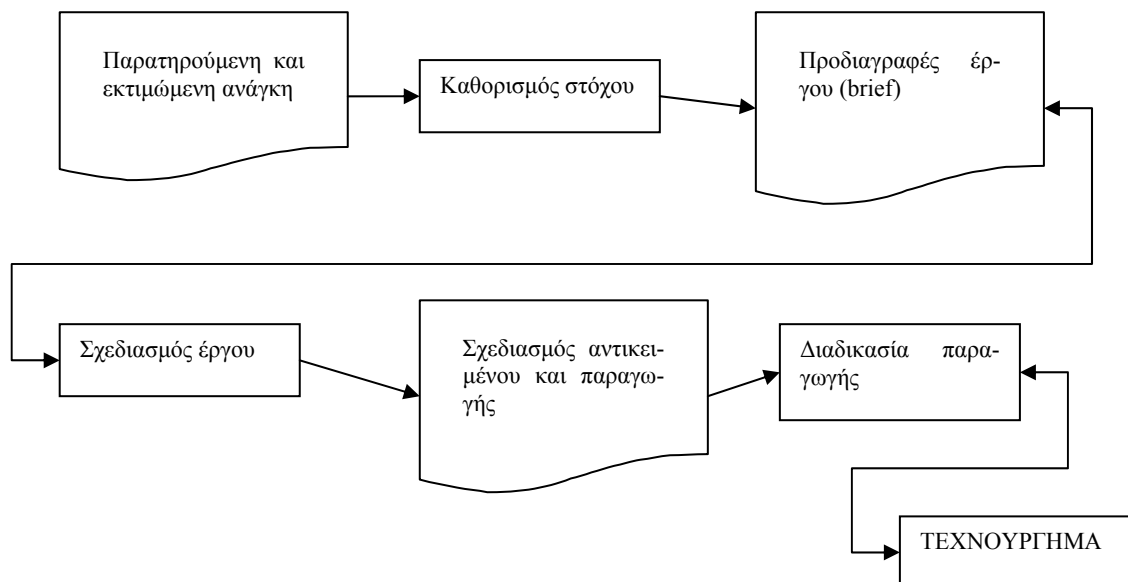 Παρατηρούμενη και
εκτιμώμενη ανάγκη
Καθορισμός στόχου
Προδιαγραφές έρ-
γου (brief)
Σχεδιασμός έργου
Σχεδιασμός αντικει-
μένου και παραγω-
γής
Διαδικασία παρα-
γωγής
ΤΕΧΝΟΥΡΓΗΜΑ